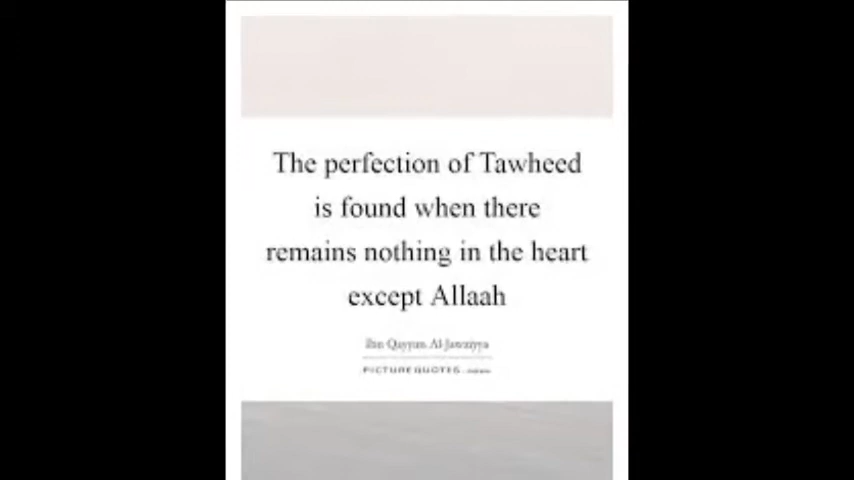 The perfection of Tawheed
is found when there
remains nothing in the heart
except Allaah
Ibn Qayyim Al-Jawziyya
PICTUREQUOTES